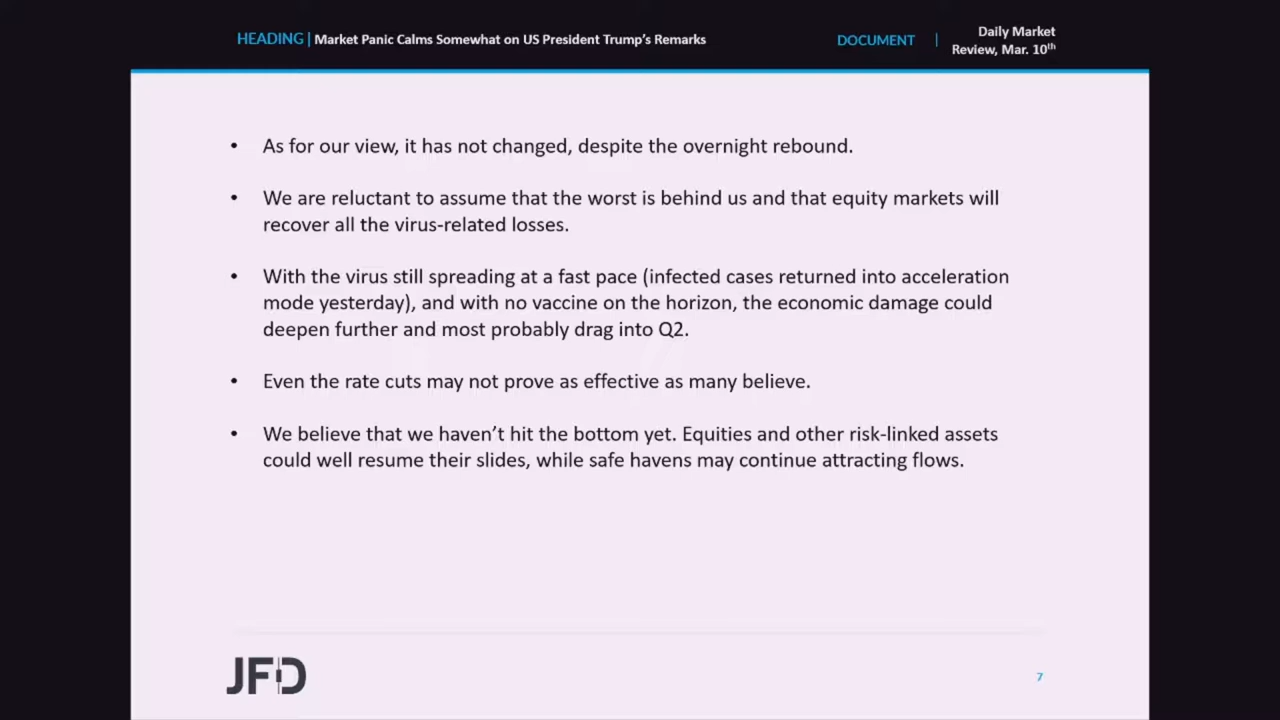 HEADING | Market Panic Calms Somewhat on US President Trump's Remarks
DOCUMENT | Daily Market
Review, Mar. 10th
• As for our view, it has not changed, despite the overnight rebound.
• We are reluctant to assume that the worst is behind us and that equity markets will
recover all the virus-related losses.
• With the virus still spreading at a fast pace (infected cases returned into acceleration
mode yesterday), and with no vaccine on the horizon, the economic damage could
deepen further and most probably drag into Q2.
• Even the rate cuts may not prove as effective as many believe.
• We believe that we haven't hit the bottom yet. Equities and other risk-linked assets
could well resume their slides, while safe havens may continue attracting flows.
JFD
7